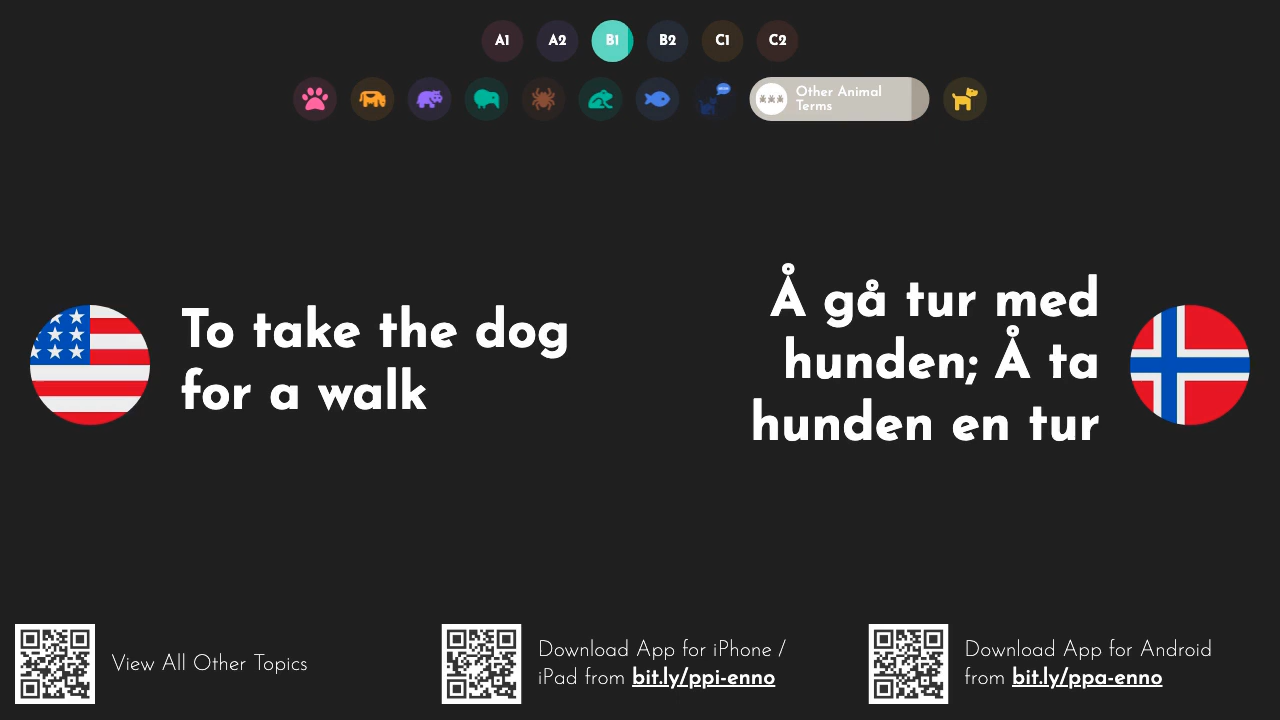 A1 A2 B1 B2 C1 C2
Other Animal
Terms
To take the dog
for a walk
Å gå tur med
hunden; Å ta
hunden en tur
View All Other Topics
Download App for iPhone /
iPad from bit.ly/ppi-enno
Download App for Android
from bit.ly/ppa-enno